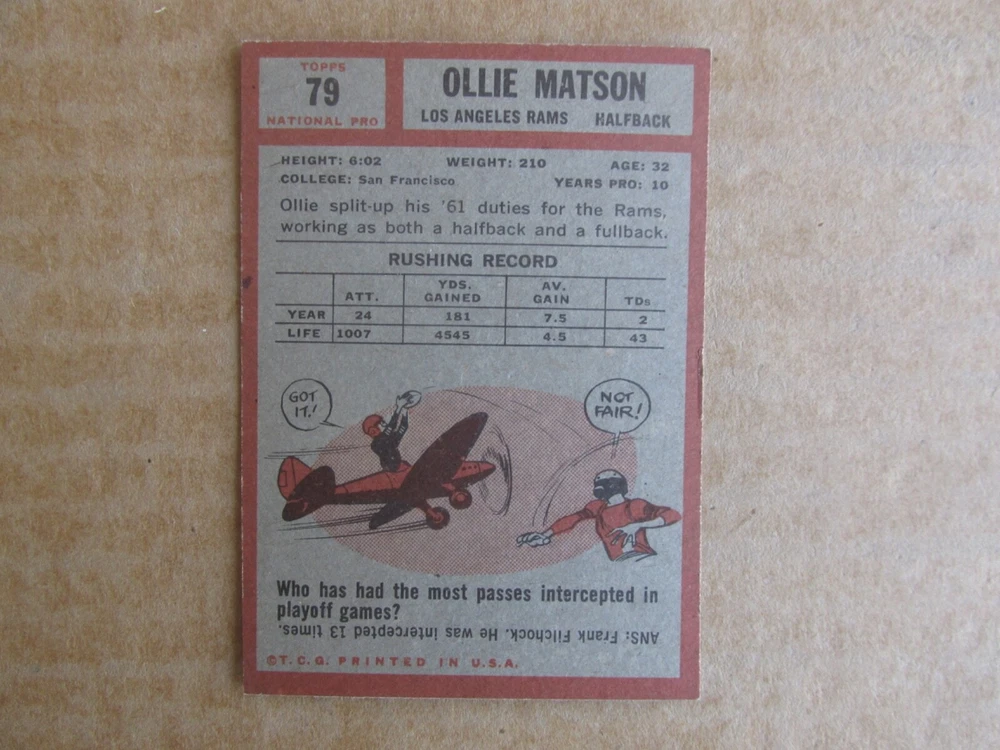 TOPPS
79
NATIONAL PRO
OLLIE MATSON
LOS ANGELES RAMS HALFBACK
HEIGHT: 6:02 WEIGHT: 210 AGE: 32
COLLEGE: San Francisco YEARS PRO: 10
Ollie split-up his '61 duties for the Rams,
working as both a halfback and a fullback.
RUSHING RECORD
ATT. YDS. GAINED AV. GAIN TDs
YEAR 24 181 7.5 2
LIFE 1007 4545 4.5 43
GOT
IT!
NOT
FAIR!
Who has had the most passes intercepted in
playoff games?
ANS: Frank Filchock. He was intercepted 13 times.
©T.C.G. PRINTED IN U.S.A.